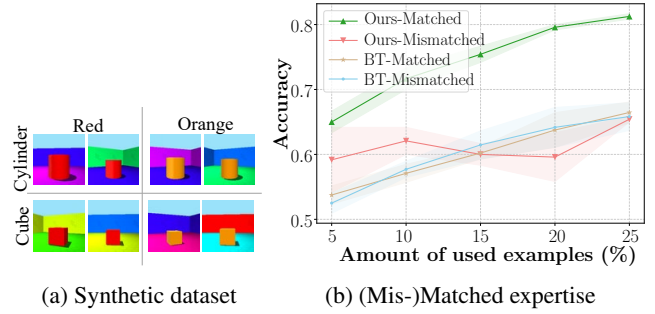 Red
Orange
Cylinder
Cube
(a) Synthetic dataset
Ours-Matched
Ours-Mismatched
BT-Matched
BT-Mismatched
Accuracy
0.8
0.7
0.6
0.5
5
10
15
20
25
Amount of used examples (%)
(b) (Mis-)Matched expertise